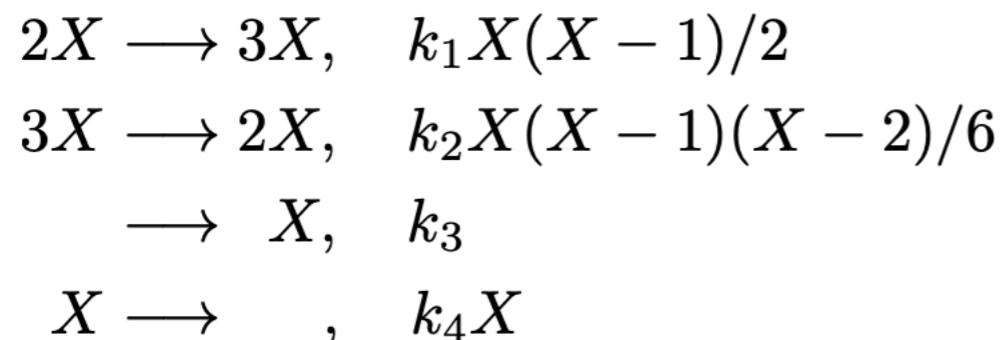 2X ⟶ 3X, k₁X(X − 1)/2
3X ⟶ 2X, k₂X(X − 1)(X − 2)/6
⟶ X, k₃
X ⟶ , k₄X